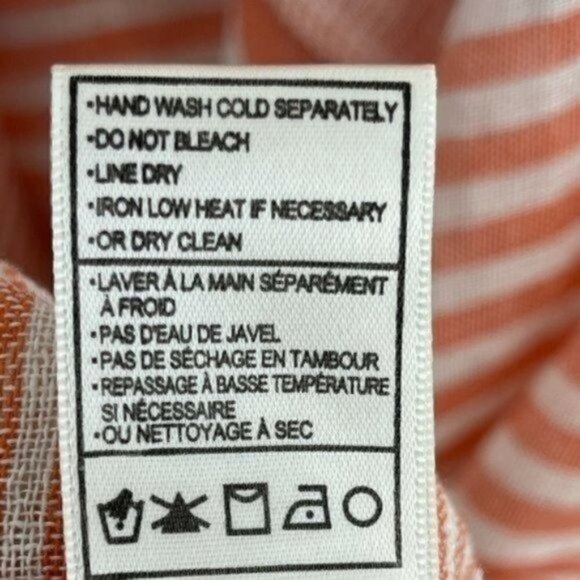 •HAND WASH COLD SEPARATELY
•DO NOT BLEACH
•LINE DRY
•IRON LOW HEAT IF NECESSARY
•OR DRY CLEAN
•LAVER À LA MAIN SÉPARÉMENT
À FROID
•PAS D'EAU DE JAVEL
•PAS DE SÉCHAGE EN TAMBOUR
•REPASSAGE À BASSE TEMPÉRATURE
SI NÉCESSAIRE
•OU NETTOYAGE À SEC